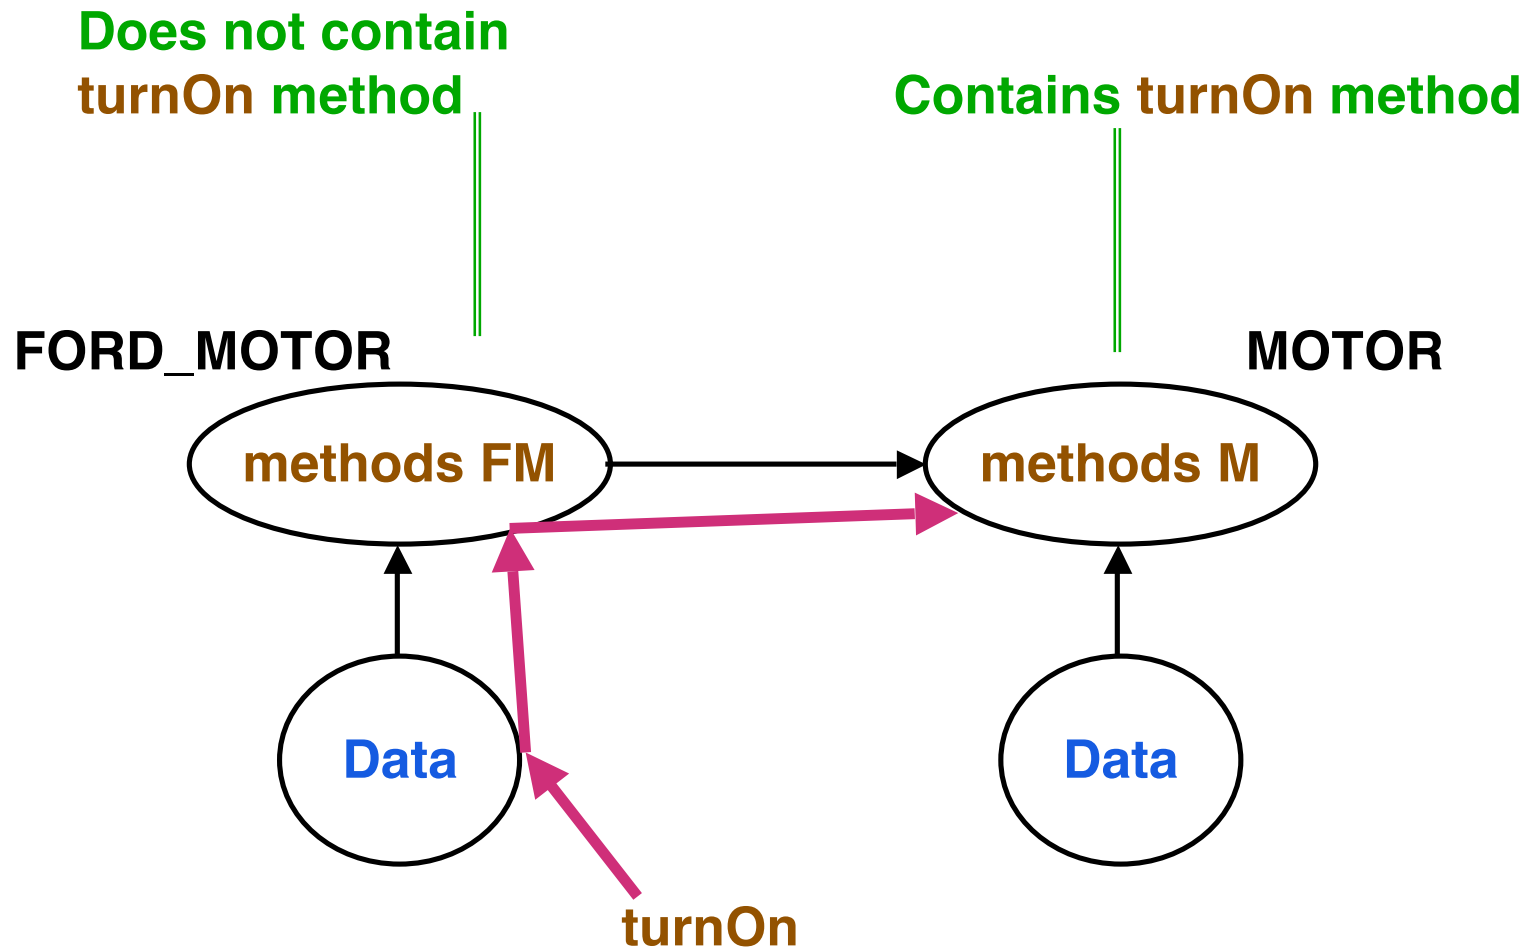 Does not contain
turnOn method
Contains turnOn method
FORD_MOTOR
MOTOR
methods FM
methods M
Data
Data
turnOn